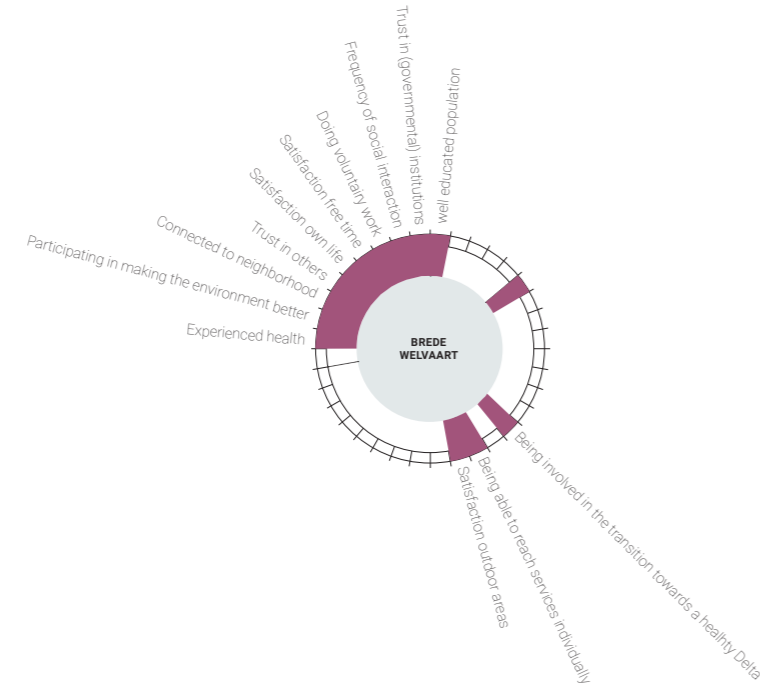 Experienced health
Participating in making the environment better
Connected to neighborhood
Trust in others
Satisfaction own life
Satisfaction free time
Doing voluntairy work
Frequency of social interaction
Trust in (governmental) institutions
well educated population
BREDE
WELVAART
Being involved in the transition towards a healhty Delta
Being able to reach services individually
Satisfaction outdoor areas